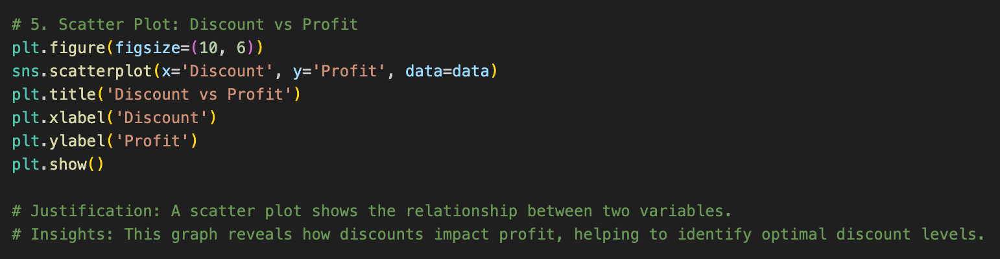 # 5. Scatter Plot: Discount vs Profit
plt.figure(figsize=(10, 6))
sns.scatterplot(x='Discount', y='Profit', data=data)
plt.title('Discount vs Profit')
plt.xlabel('Discount')
plt.ylabel('Profit')
plt.show()
# Justification: A scatter plot shows the relationship between two variables.
# Insights: This graph reveals how discounts impact profit, helping to identify optimal discount levels.